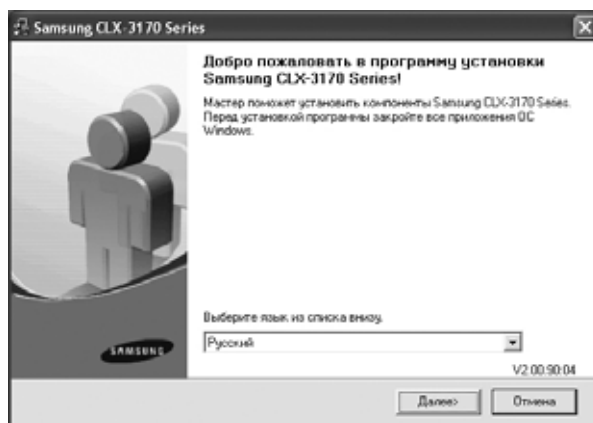 Samsung CLX-3170 Series
Добро пожаловать в программу установки
Samsung CLX-3170 Series!
Мастер поможет установить компоненты Samsung CLX-3170 Series.
Перед установкой программы закройте все приложения ОС
Windows.
Выберите язык из списка внизу.
Русский
SAMSUNG
V2.00.90:04
Далее>
Отмена